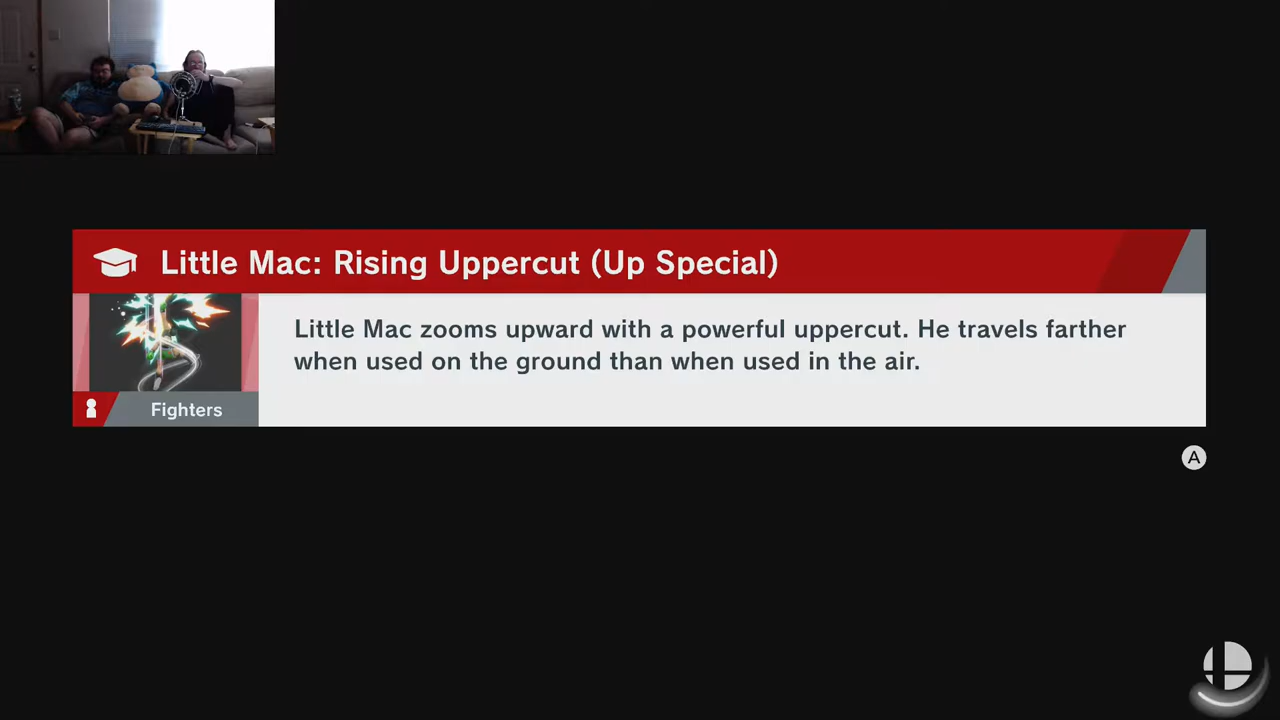 Little Mac: Rising Uppercut (Up Special)
Little Mac zooms upward with a powerful uppercut. He travels farther
when used on the ground than when used in the air.
Fighters
A